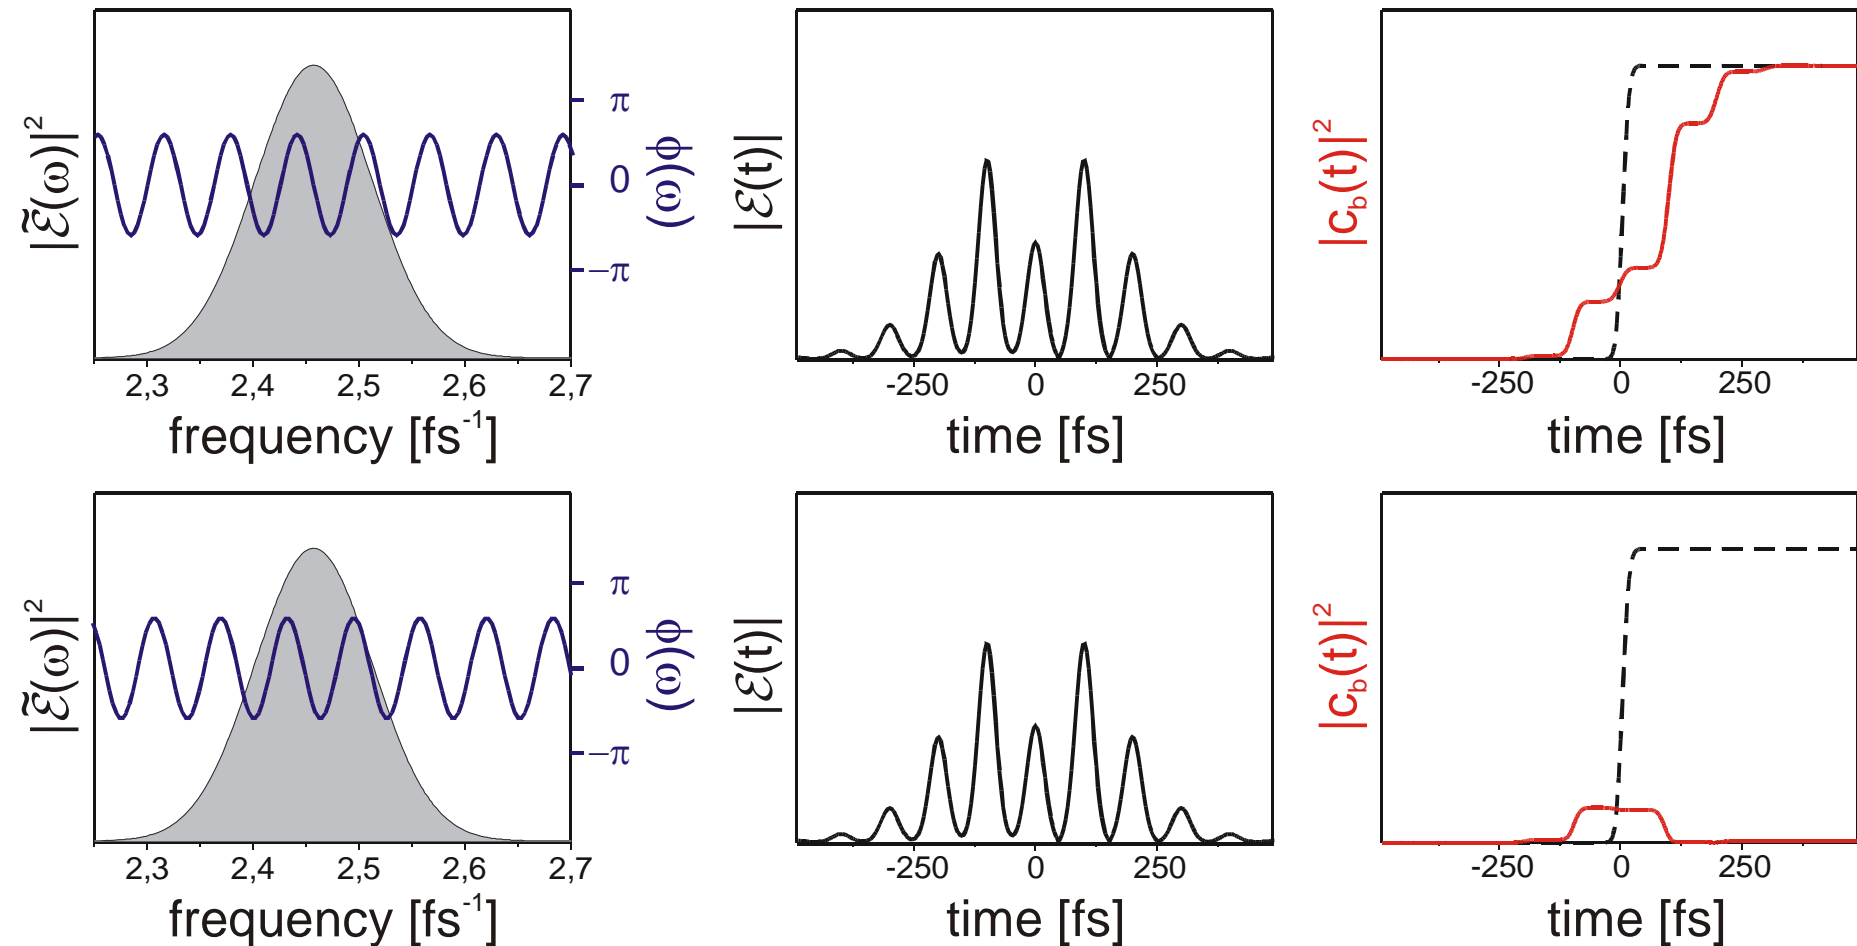 |ℰ̃(ω)|²
π
0
−π
ϕ(ω)
2,3 2,4 2,5 2,6 2,7
frequency [fs⁻¹]
|ℰ(t)|
-250 0 250
time [fs]
|c_b(t)|²
-250 0 250
time [fs]
|ℰ̃(ω)|²
π
0
−π
ϕ(ω)
2,3 2,4 2,5 2,6 2,7
frequency [fs⁻¹]
|ℰ(t)|
-250 0 250
time [fs]
|c_b(t)|²
-250 0 250
time [fs]